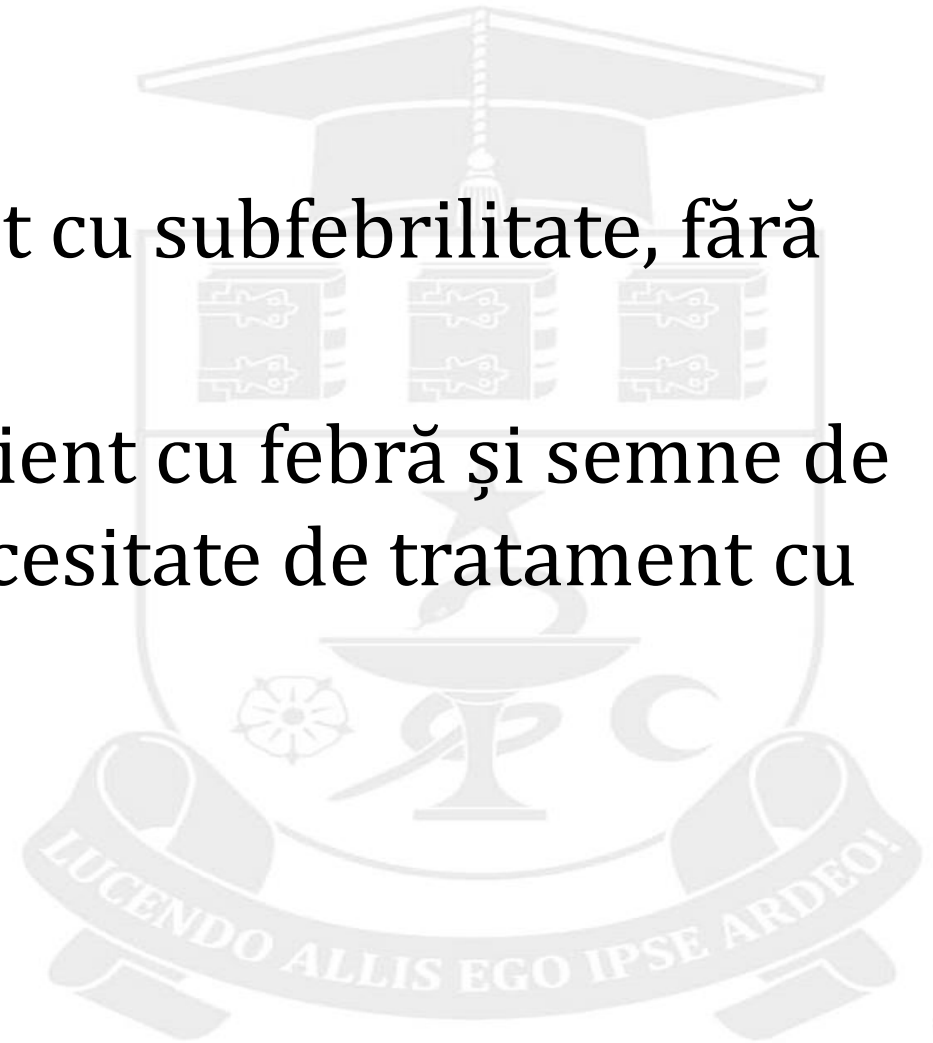 t cu subfebrilitate, fără
ient cu febră și semne de
cesitate de tratament cu
LUCENDO ALLIS EGO IPSE ARDEO!